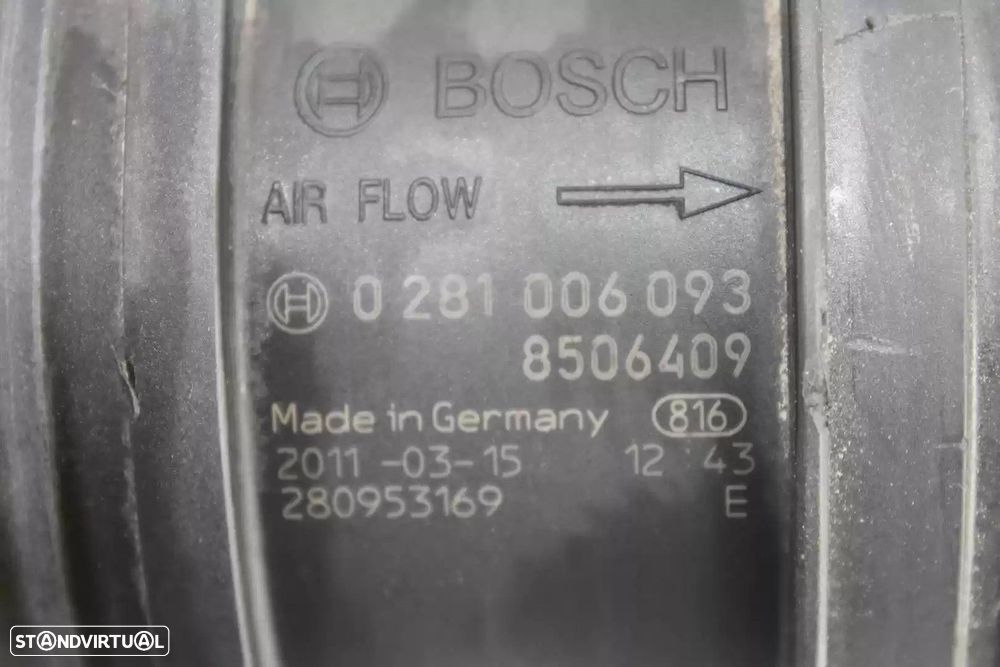 BOSCH
AIR FLOW
0 281 006 093
8506409
Made in Germany 816
2011-03-15 12 43
280953169 E
STANDVIRTUAL